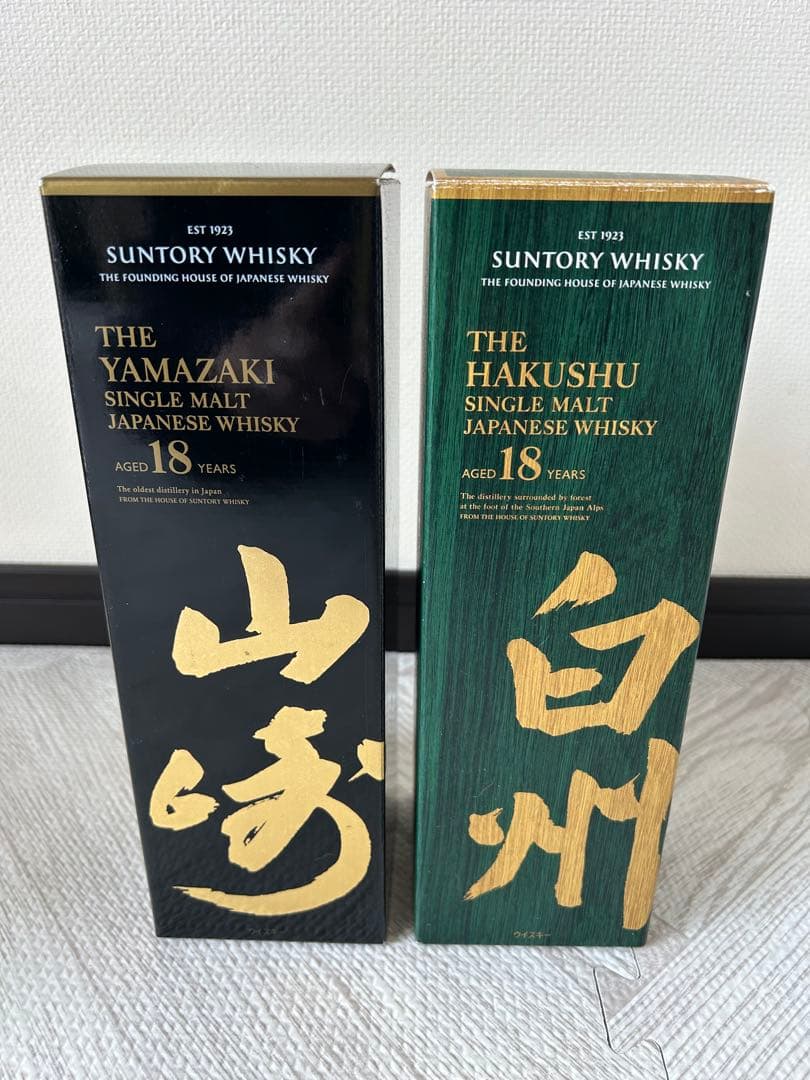 EST 1923
SUNTORY WHISKY
THE FOUNDING HOUSE OF JAPANESE WHISKY
THE
YAMAZAKI
SINGLE MALT
JAPANESE WHISKY
AGED 18 YEARS
The oldest distillery in Japan
FROM THE HOUSE OF SUNTORY WHISKY
山
崎
ウイスキー
EST 1923
SUNTORY WHISKY
THE FOUNDING HOUSE OF JAPANESE WHISKY
THE
HAKUSHU
SINGLE MALT
JAPANESE WHISKY
AGED 18 YEARS
The distillery surrounded by forest
at the foot of the Southern Japan Alps
FROM THE HOUSE OF SUNTORY WHISKY
白
州
ウイスキー